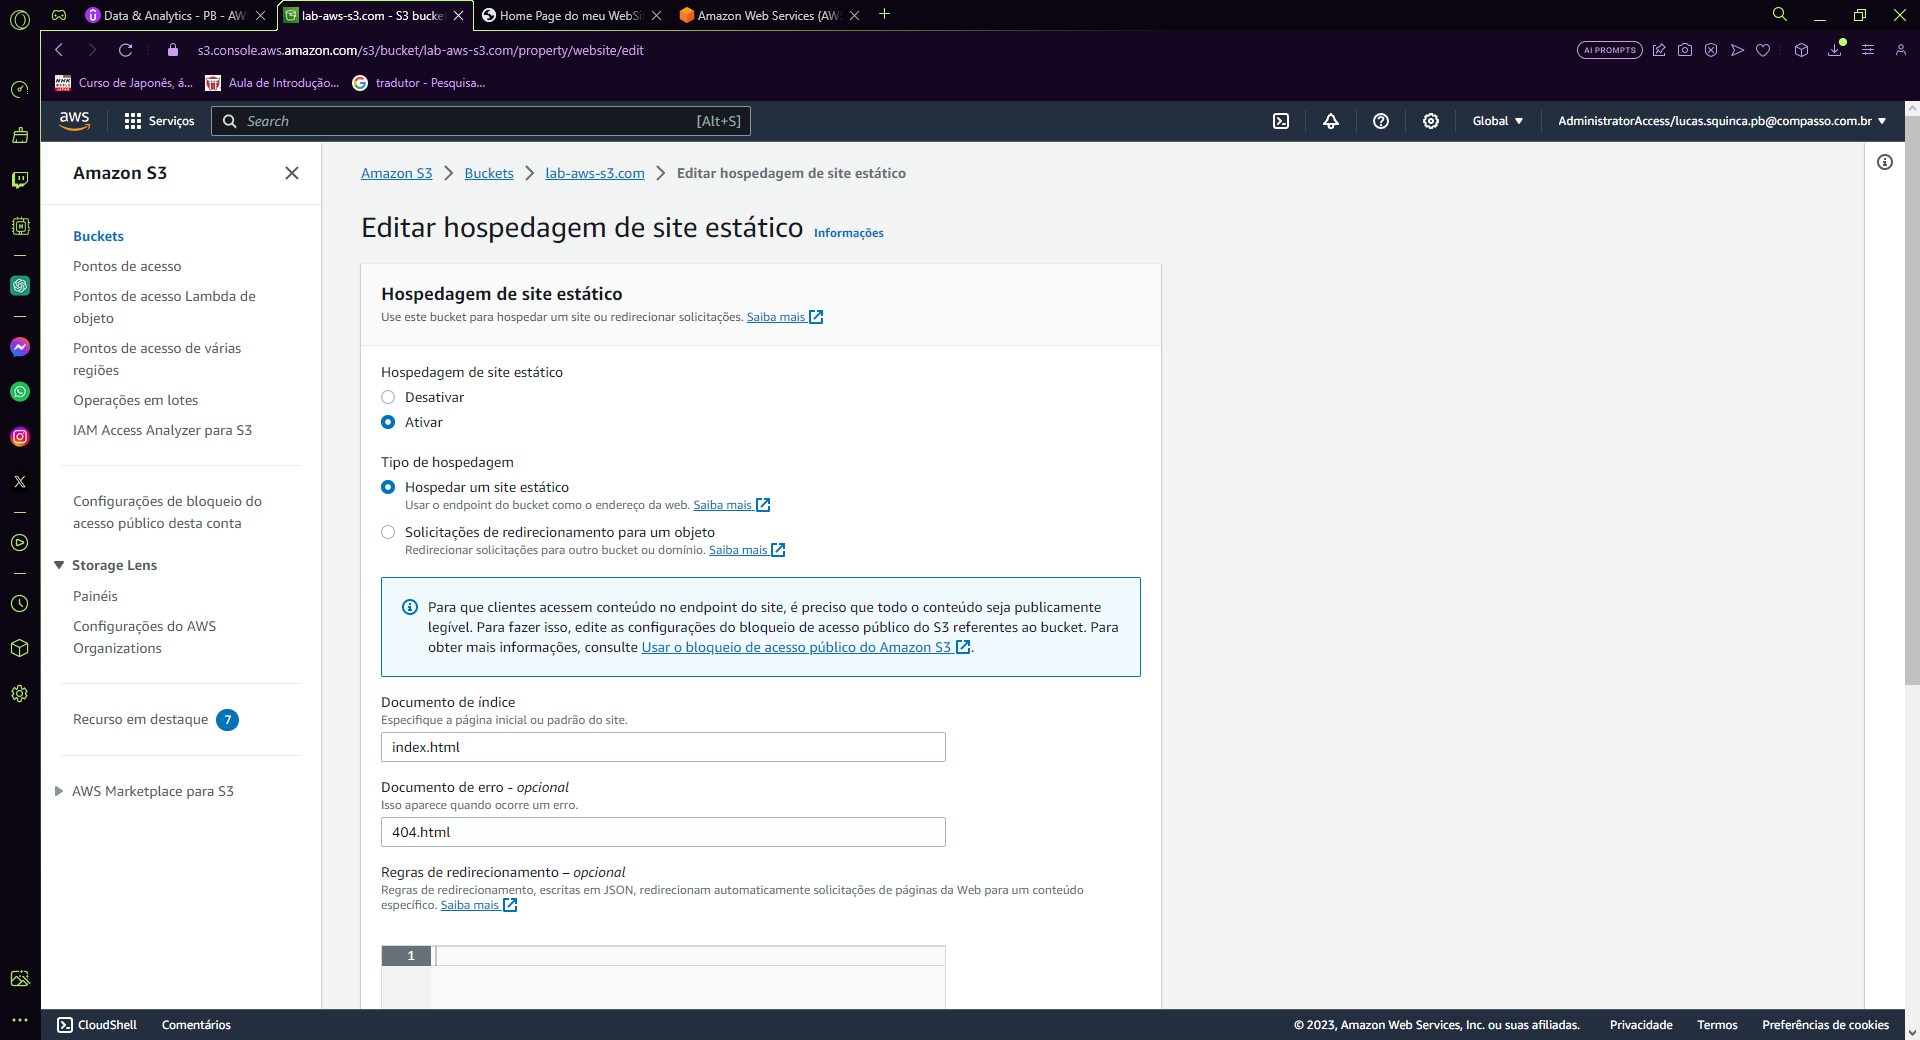 Data & Analytics - PB - AW
lab-aws-s3.com - S3 bucke
Home Page do meu WebSi
Amazon Web Services (AW
s3.console.aws.amazon.com/s3/bucket/lab-aws-s3.com/property/website/edit
AI PROMPTS
Curso de Japonês, á...
Aula de Introdução...
tradutor - Pesquisa...
aws
Serviços
Search
[Alt+S]
Global
AdministratorAccess/lucas.squinca.pb@compasso.com.br
Amazon S3
Buckets
Pontos de acesso
Pontos de acesso Lambda de
objeto
Pontos de acesso de várias
regiões
Operações em lotes
IAM Access Analyzer para S3
Configurações de bloqueio do
acesso público desta conta
Storage Lens
Painéis
Configurações do AWS
Organizations
Recurso em destaque 7
AWS Marketplace para S3
Amazon S3 > Buckets > lab-aws-s3.com > Editar hospedagem de site estático
Editar hospedagem de site estático Informações
Hospedagem de site estático
Use este bucket para hospedar um site ou redirecionar solicitações. Saiba mais
Hospedagem de site estático
Desativar
Ativar
Tipo de hospedagem
Hospedar um site estático
Usar o endpoint do bucket como o endereço da web. Saiba mais
Solicitações de redirecionamento para um objeto
Redirecionar solicitações para outro bucket ou domínio. Saiba mais
Para que clientes acessem conteúdo no endpoint do site, é preciso que todo o conteúdo seja publicamente
legível. Para fazer isso, edite as configurações do bloqueio de acesso público do S3 referentes ao bucket. Para
obter mais informações, consulte Usar o bloqueio de acesso público do Amazon S3.
Documento de índice
Especifique a página inicial ou padrão do site.
index.html
Documento de erro - opcional
Isso aparece quando ocorre um erro.
404.html
Regras de redirecionamento – opcional
Regras de redirecionamento, escritas em JSON, redirecionam automaticamente solicitações de páginas da Web para um conteúdo
específico. Saiba mais
1
CloudShell
Comentários
© 2023, Amazon Web Services, Inc. ou suas afiliadas.
Privacidade
Termos
Preferências de cookies